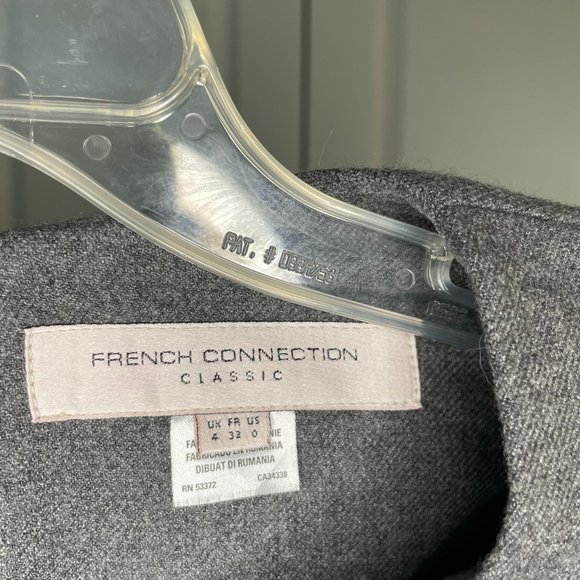 PAT. #
FRENCH CONNECTION
CLASSIC
UK FR US
4 32 0
FABRICADO EN RUMANIA
DIBUAT DI RUMANIA
RN 53372 CA34338